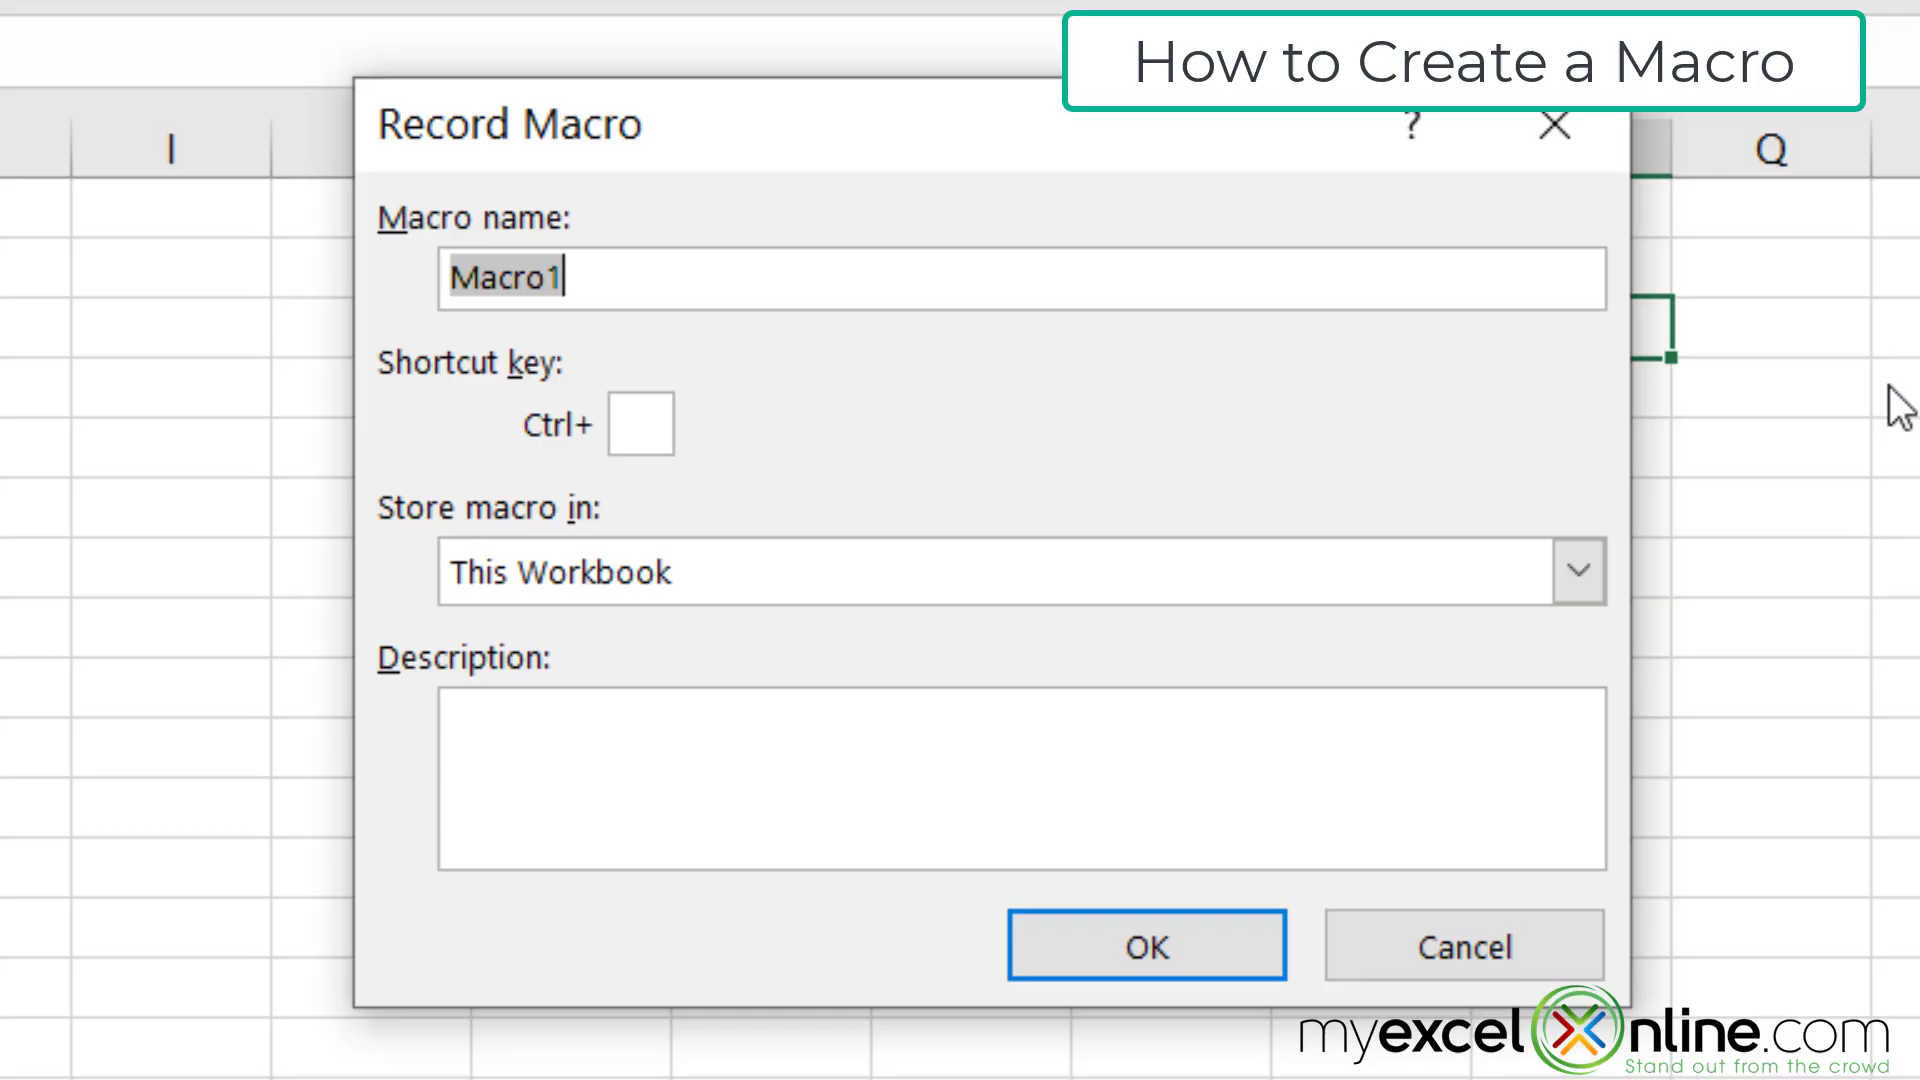 How to Create a Macro
Record Macro
?
I
Q
Macro name:
Macro1
Shortcut key:
Ctrl+
Store macro in:
This Workbook
Description:
OK Cancel
myexcelonline.com
Stand out from the crowd